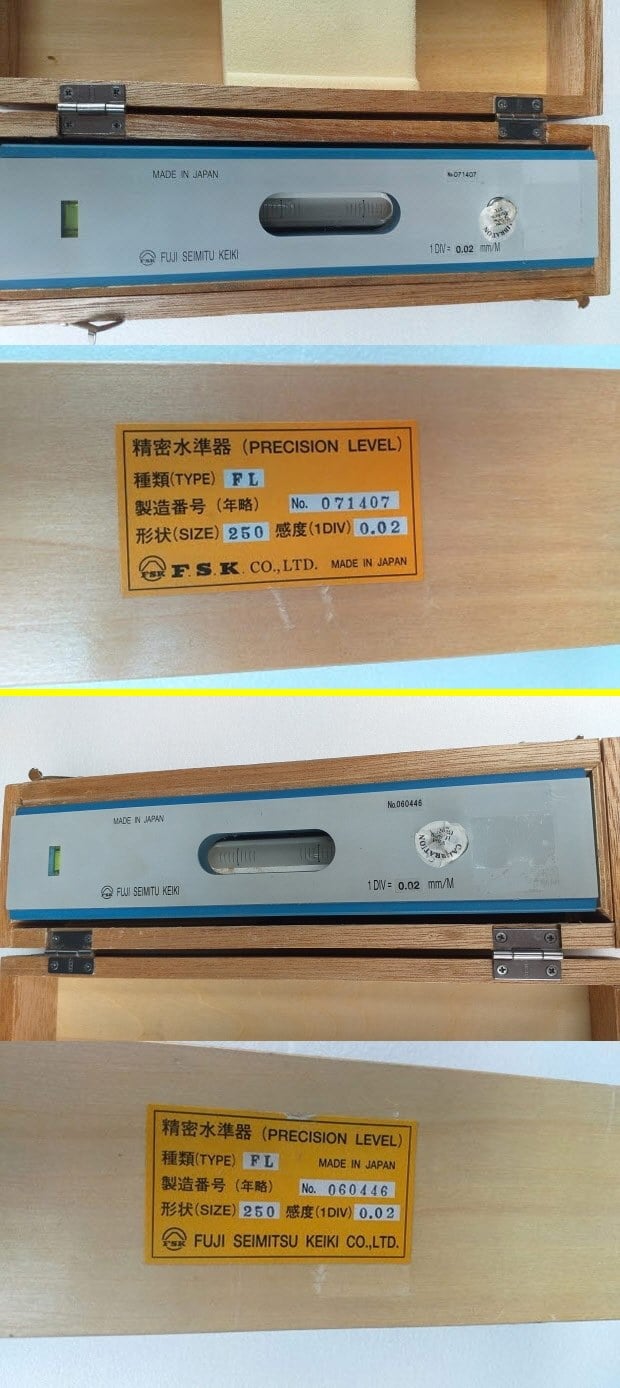 MADE IN JAPAN
No.071407
FUJI SEIMITU KEIKI
1 DIV= 0.02 mm/M
精密水準器 (PRECISION LEVEL)
種類(TYPE) FL
製造番号 (年略) No. 071407
形状(SIZE) 250 感度(1DIV) 0.02
FSK F.S.K. CO.,LTD. MADE IN JAPAN
No.060446
MADE IN JAPAN
CALIBRATION
FUJI SEIMITU KEIKI
1 DIV= 0.02 mm/M
精密水準器 (PRECISION LEVEL)
種類(TYPE) FL MADE IN JAPAN
製造番号 (年略) No. 060446
形状(SIZE) 250 感度(1DIV) 0.02
FSK FUJI SEIMITSU KEIKI CO.,LTD.